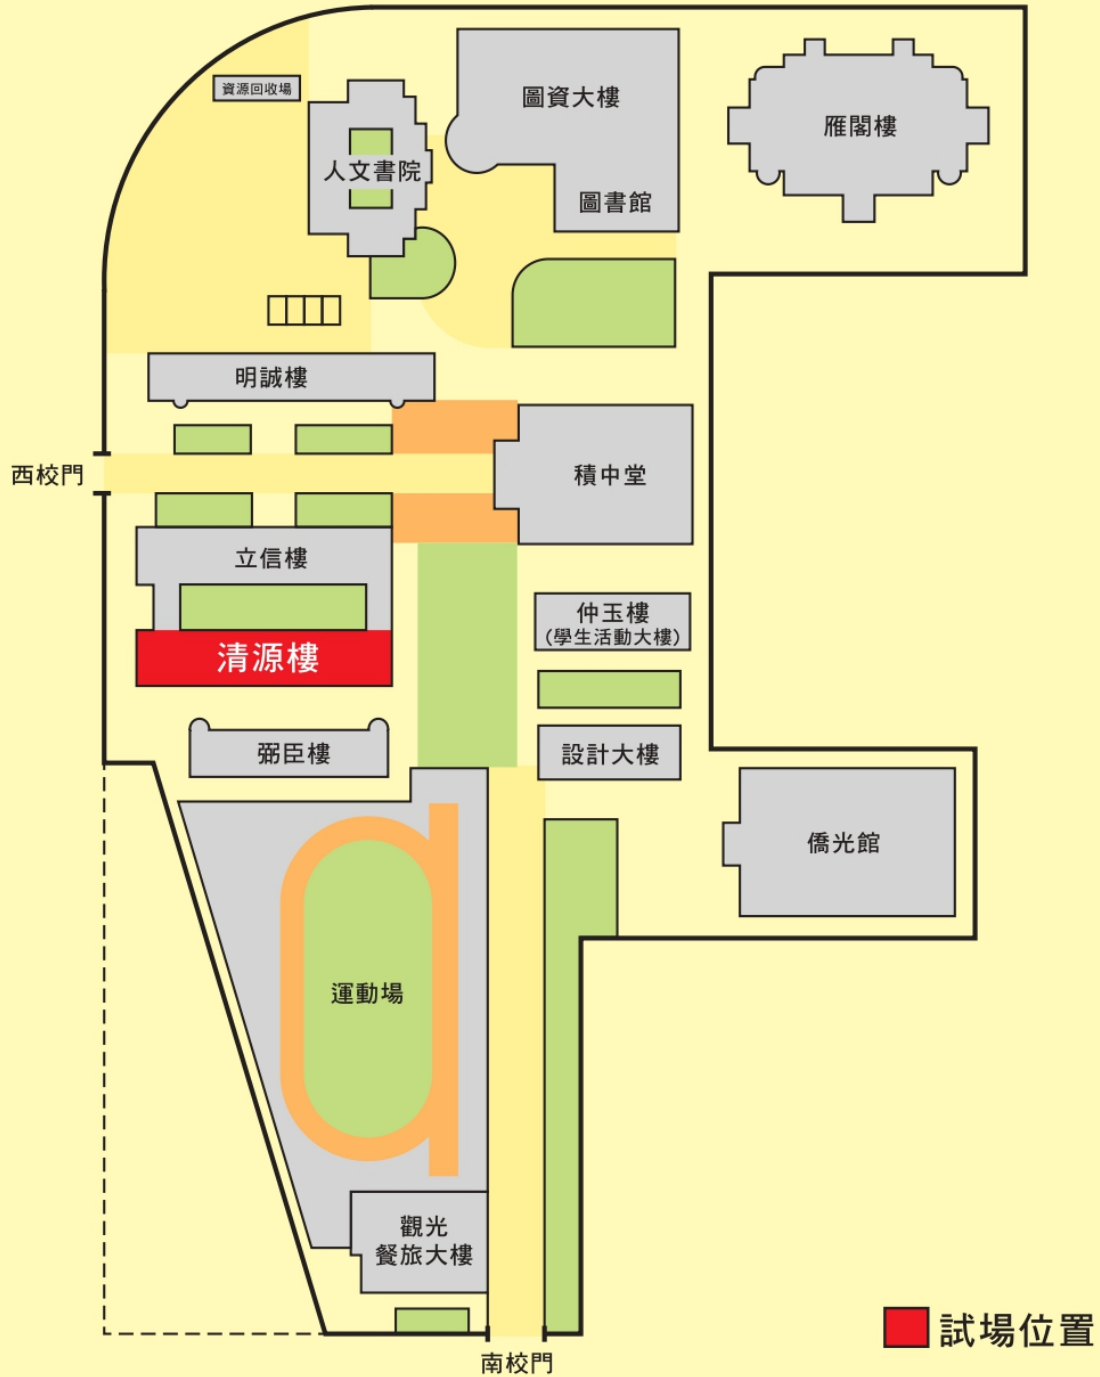 資源回收場
圖資大樓
雁閣樓
人文書院
圖書館
明誠樓
西校門
積中堂
立信樓
仲玉樓
(學生活動大樓)
清源樓
弼臣樓
設計大樓
僑光館
運動場
觀光
餐旅大樓
試場位置
南校門